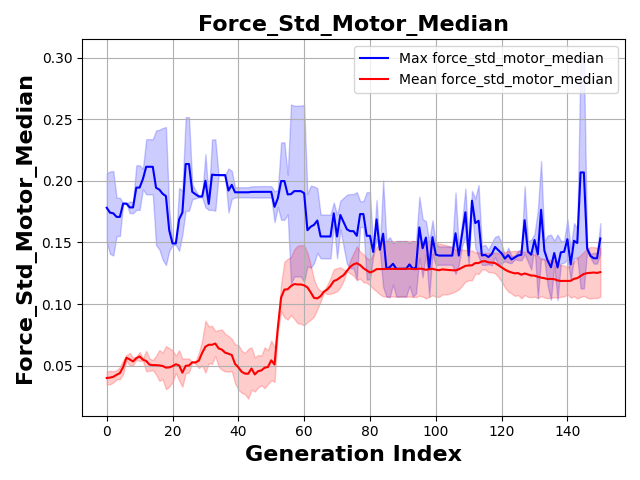 Force_Std_Motor_Median
Max force_std_motor_median
Mean force_std_motor_median
Force_Std_Motor_Median
0.30
0.25
0.20
0.15
0.10
0.05
0 20 40 60 80 100 120 140
Generation Index